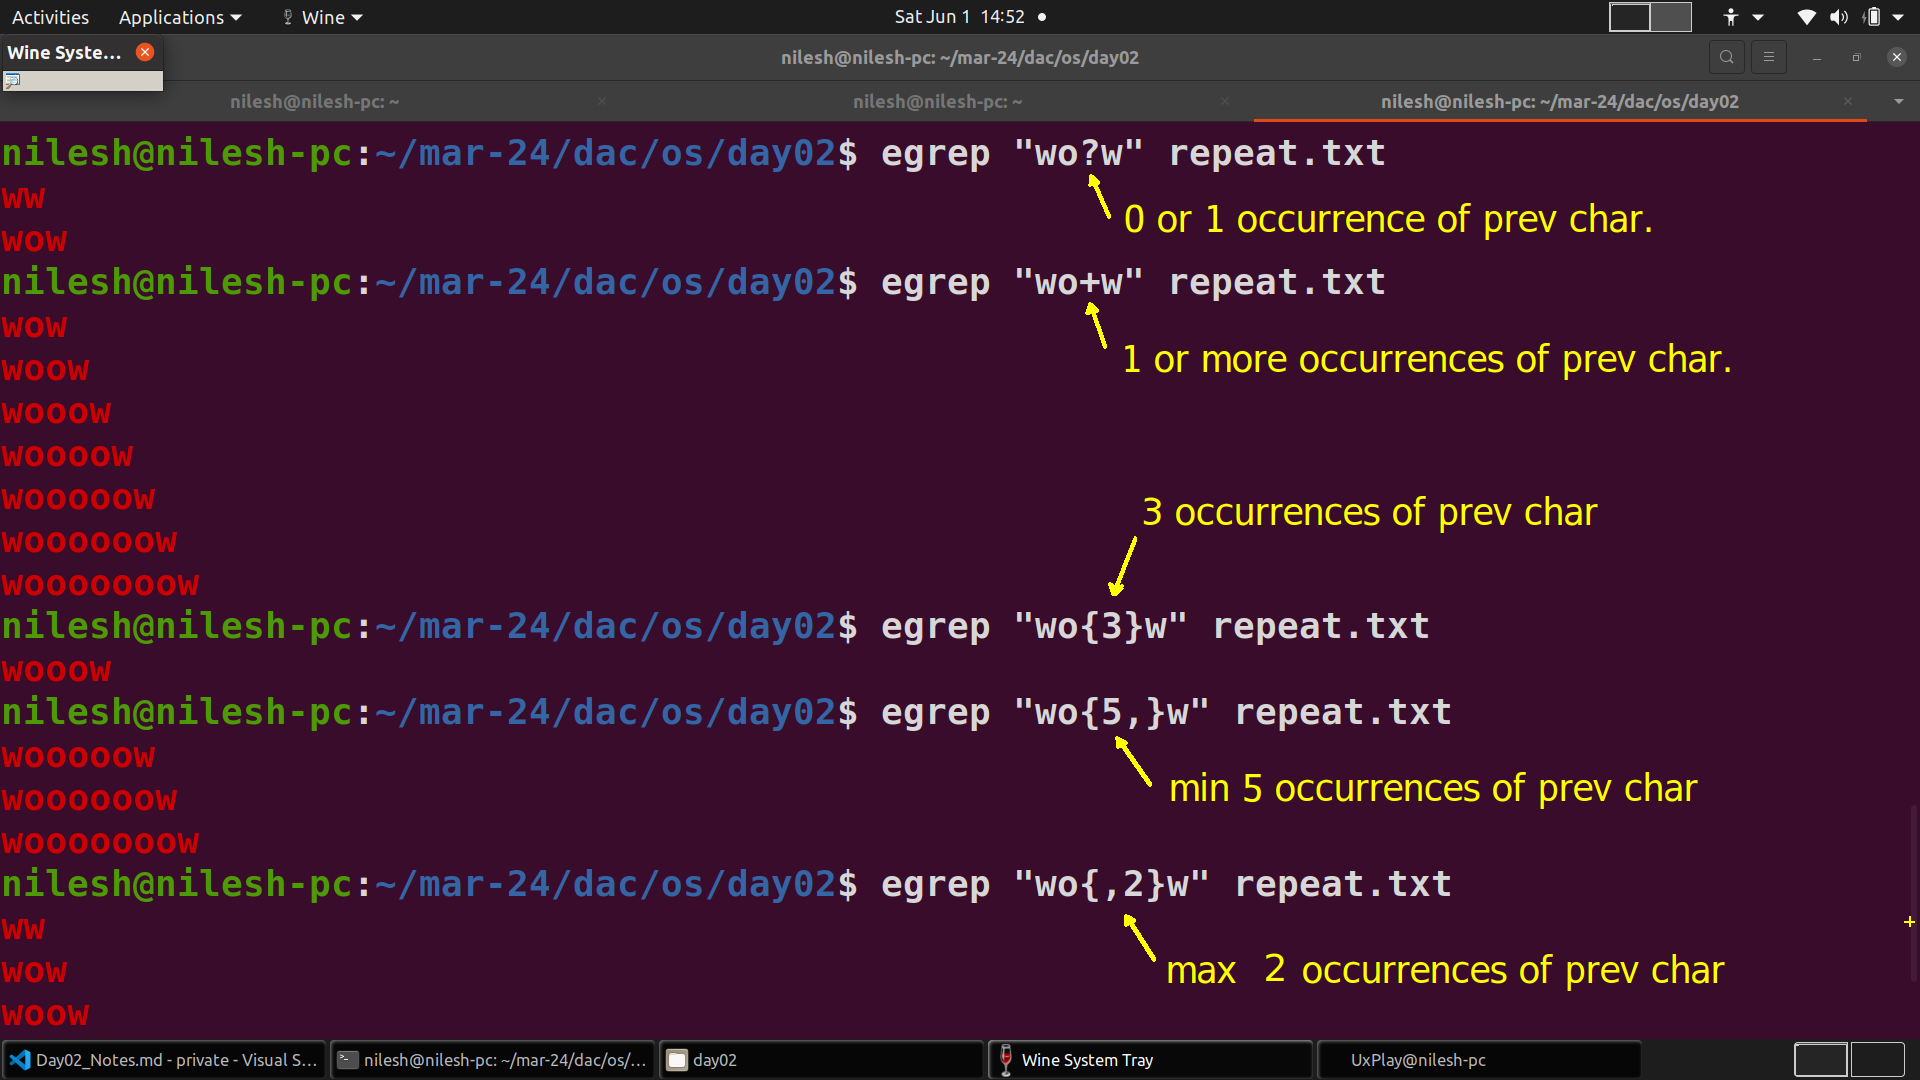 Activities Applications Wine Sat Jun 1 14:52
Wine Syste...
nilesh@nilesh-pc: ~/mar-24/dac/os/day02
nilesh@nilesh-pc: ~ nilesh@nilesh-pc: ~ nilesh@nilesh-pc: ~/mar-24/dac/os/day02
nilesh@nilesh-pc:~/mar-24/dac/os/day02$ egrep "wo?w" repeat.txt
ww
0 or 1 occurrence of prev char.
wow
nilesh@nilesh-pc:~/mar-24/dac/os/day02$ egrep "wo+w" repeat.txt
wow
1 or more occurrences of prev char.
woow
wooow
woooow
wooooow
3 occurrences of prev char
woooooow
wooooooow
nilesh@nilesh-pc:~/mar-24/dac/os/day02$ egrep "wo{3}w" repeat.txt
wooow
nilesh@nilesh-pc:~/mar-24/dac/os/day02$ egrep "wo{5,}w" repeat.txt
wooooow
min 5 occurrences of prev char
woooooow
wooooooow
nilesh@nilesh-pc:~/mar-24/dac/os/day02$ egrep "wo{,2}w" repeat.txt
ww
wow
max 2 occurrences of prev char
woow
Day02_Notes.md - private - Visual S... nilesh@nilesh-pc: ~/mar-24/dac/os/... day02 Wine System Tray UxPlay@nilesh-pc